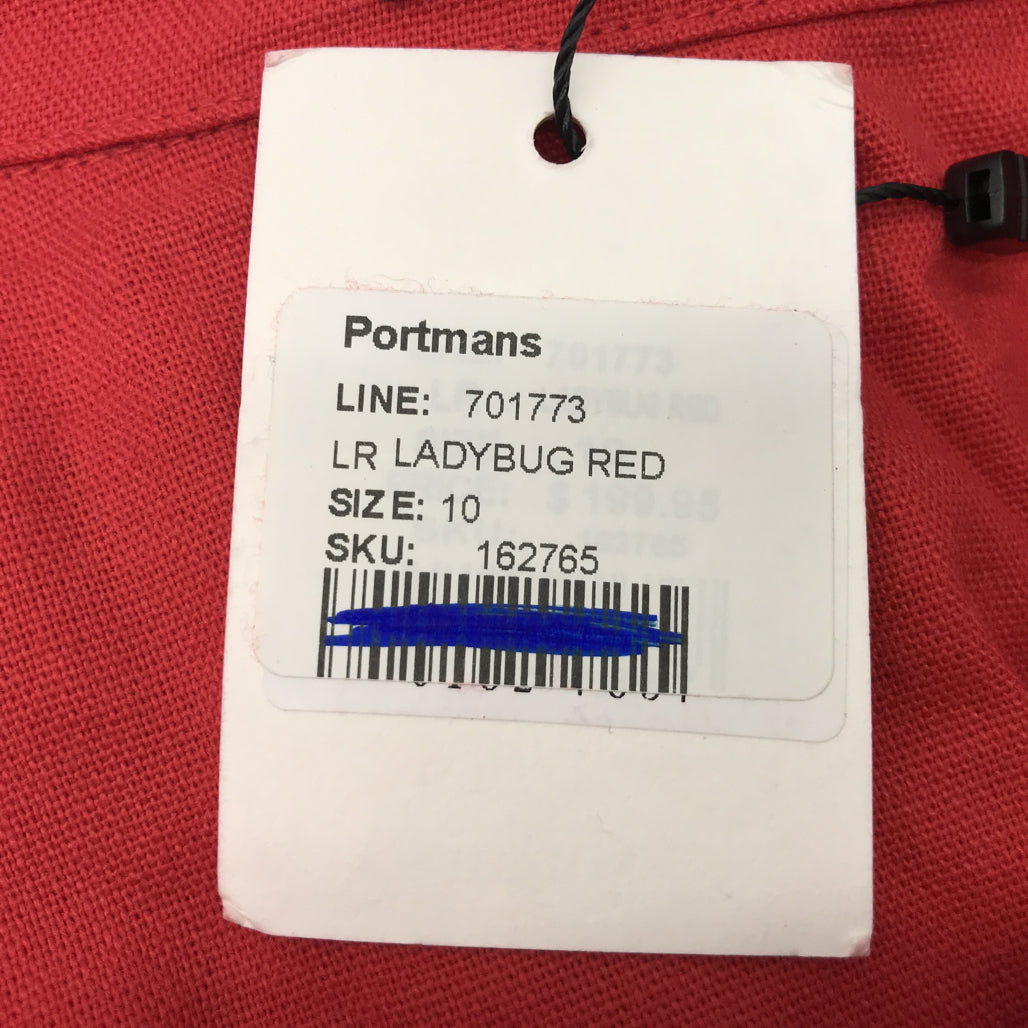 Portmans
LINE: 701773
LR LADYBUG RED
SIZE: 10
SKU: 162765